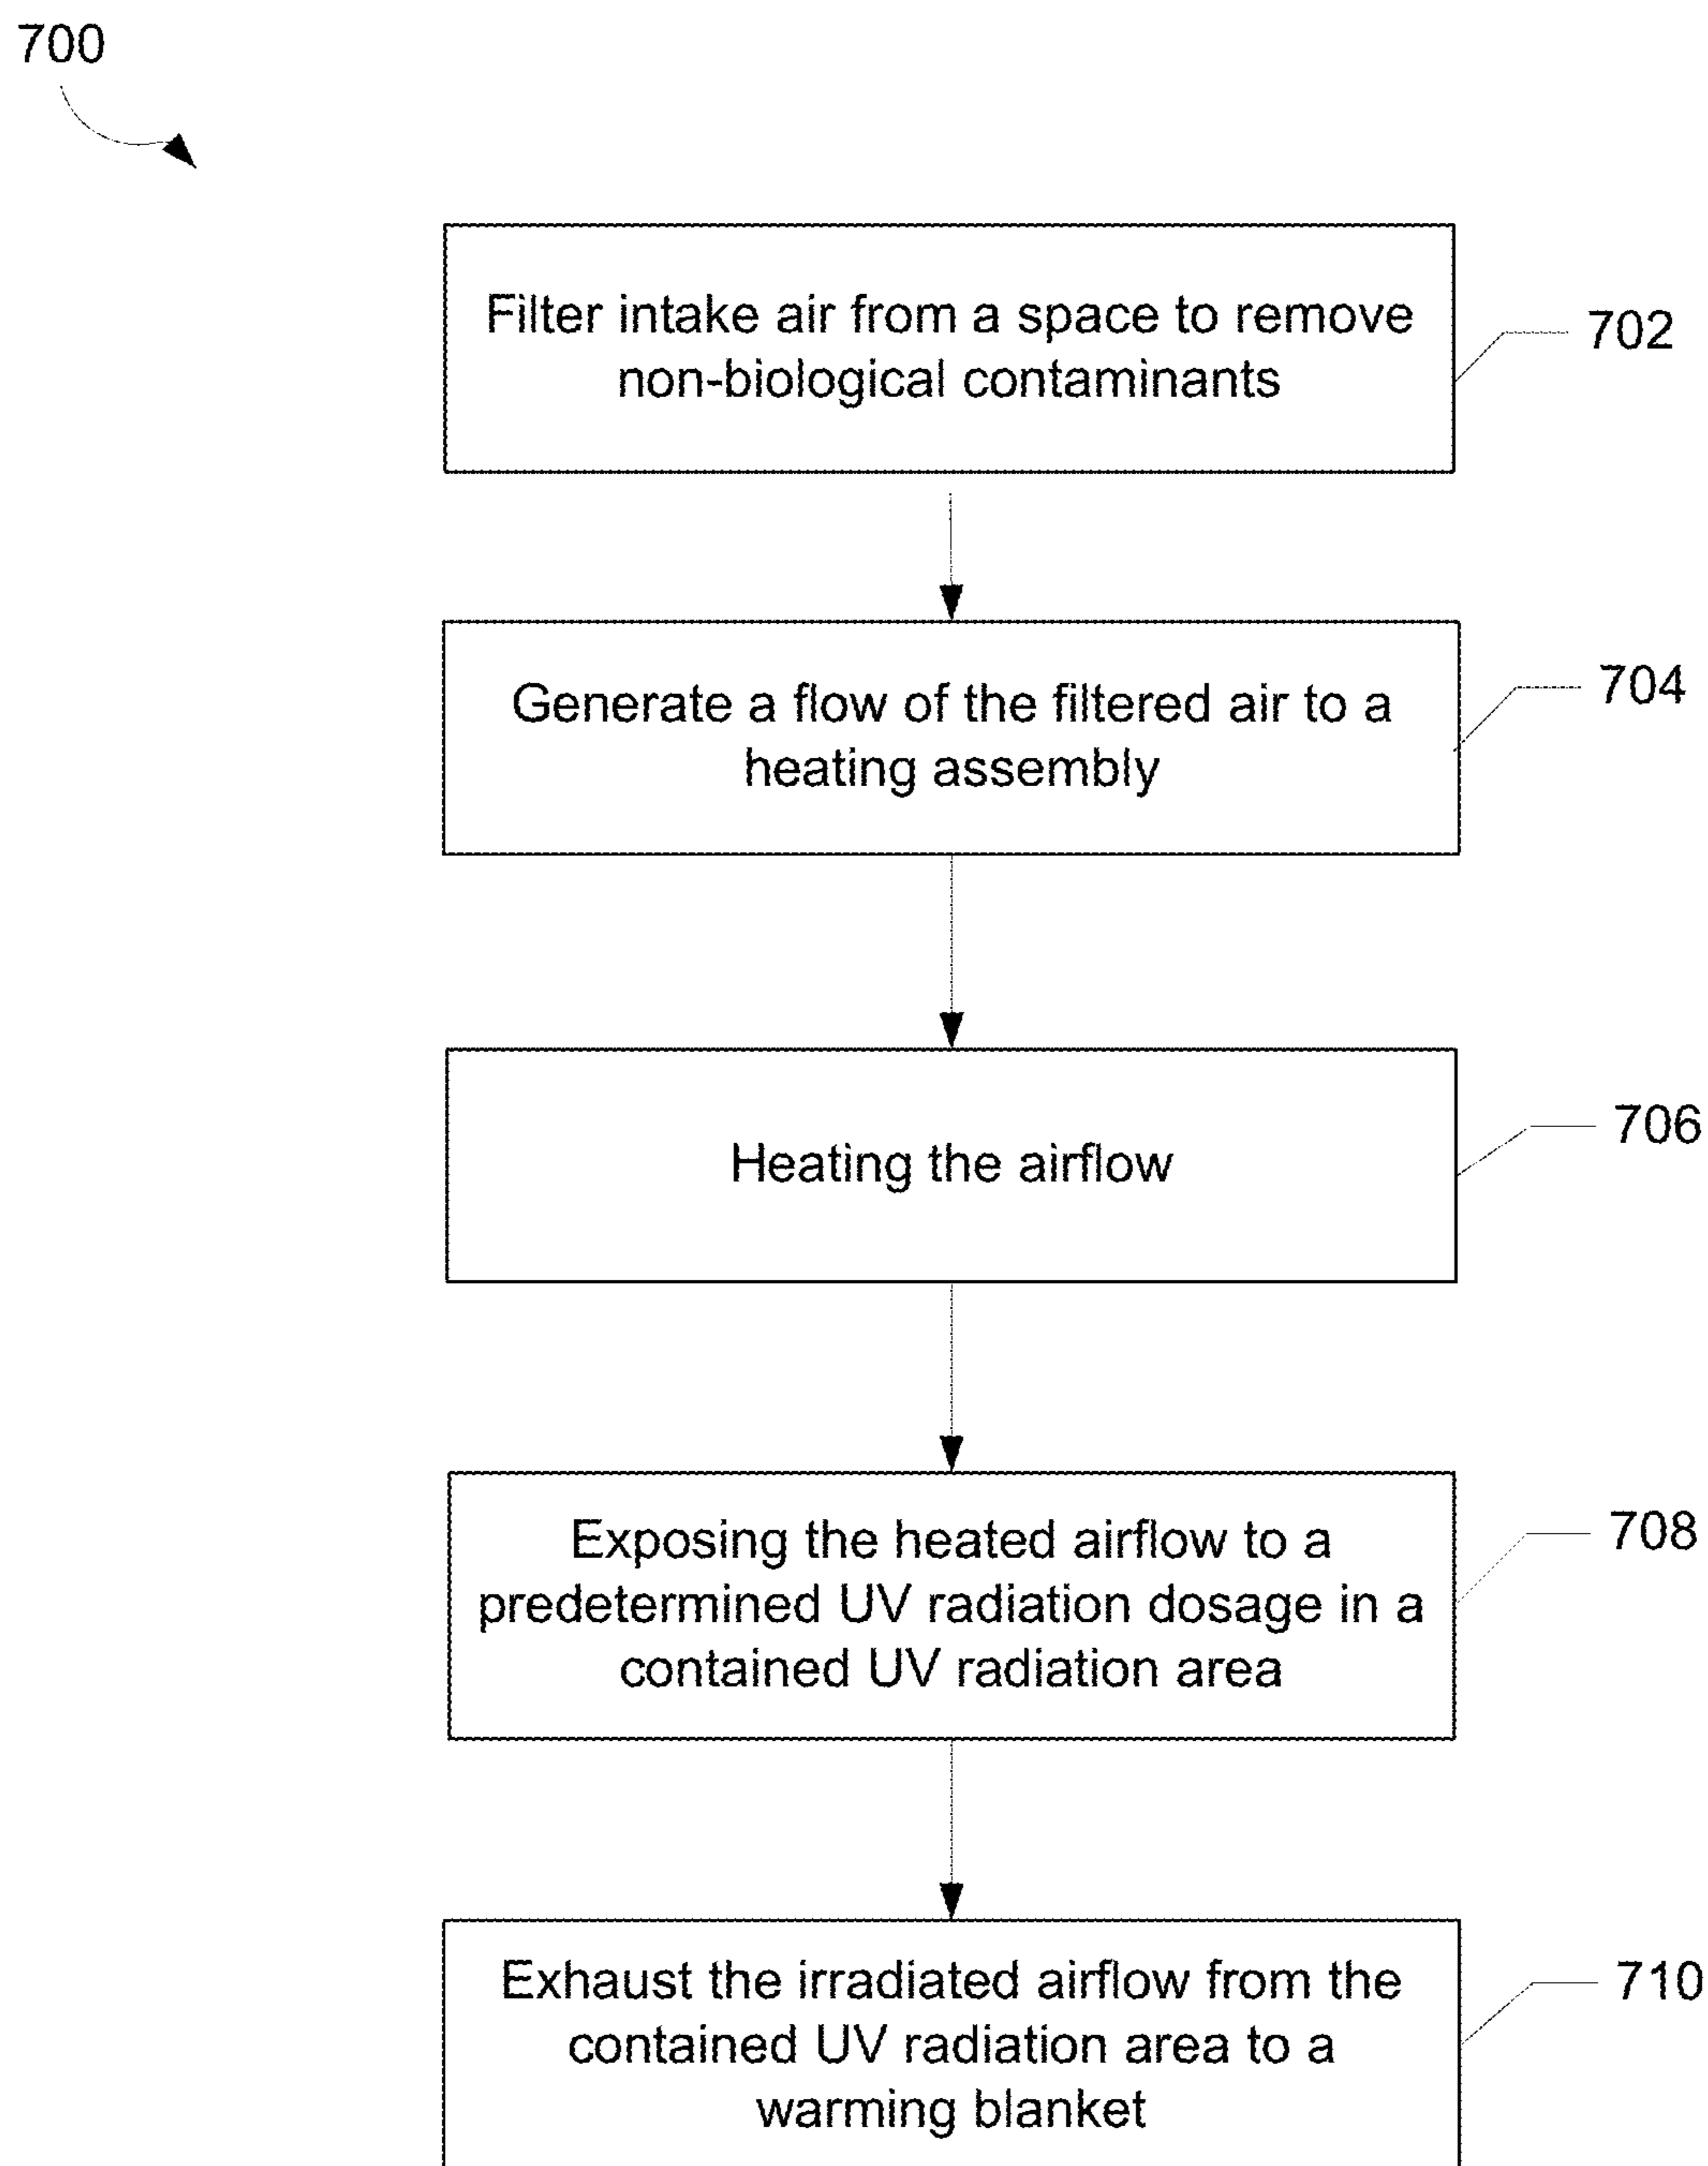 700
Filter intake air from a space to remove
non-biological contaminants
702
Generate a flow of the filtered air to a
heating assembly
704
Heating the airflow
706
Exposing the heated airflow to a
predetermined UV radiation dosage in a
contained UV radiation area
708
Exhaust the irradiated airflow from the
contained UV radiation area to a
warming blanket
710